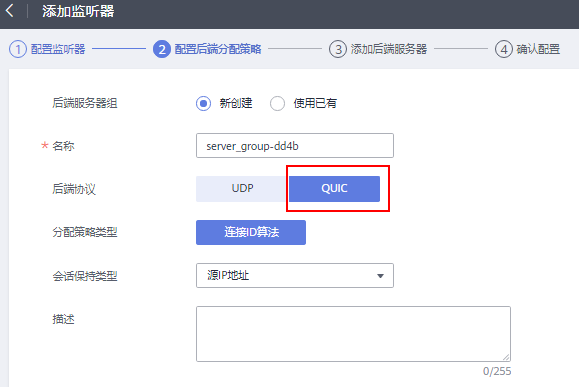 添加监听器
1 配置监听器 2 配置后端分配策略 3 添加后端服务器 4 确认配置
后端服务器组 新创建 使用已有
* 名称 server_group-dd4b
后端协议 UDP QUIC
分配策略类型 连接ID算法
会话保持类型 源IP地址
描述
0/255